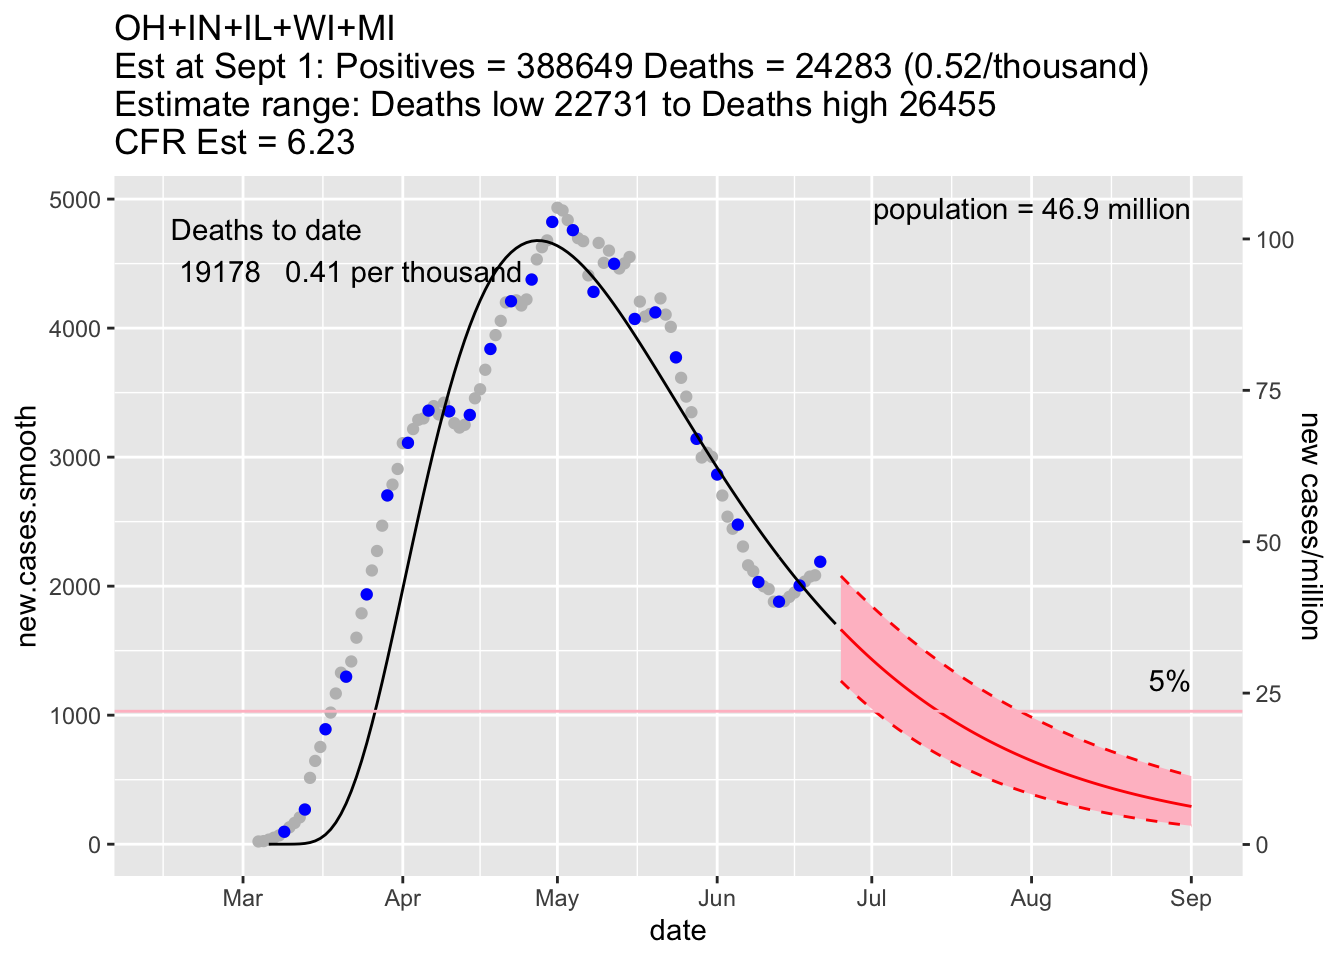 OH+IN+IL+WI+MI
Est at Sept 1: Positives = 388649 Deaths = 24283 (0.52/thousand)
Estimate range: Deaths low 22731 to Deaths high 26455
CFR Est = 6.23
Deaths to date
19178   0.41 per thousand
population = 46.9 million
5%
5000
4000
3000
2000
1000
0
new.cases.smooth
100
75
50
25
0
new cases/million
Mar
Apr
May
Jun
Jul
Aug
Sep
date